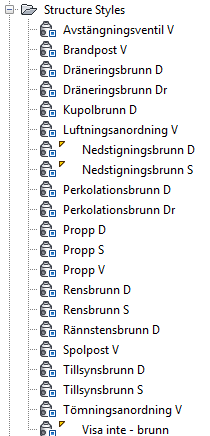 Structure Styles
Avstängningsventil V
Brandpost V
Dräneringsbrunn D
Dräneringsbrunn Dr
Kupolbrunn D
Luftningsanordning V
Nedstigningsbrunn D
Nedstigningsbrunn S
Perkolationsbrunn D
Perkolationsbrunn Dr
Propp D
Propp S
Propp V
Rensbrunn D
Rensbrunn S
Rännstensbrunn D
Spolpost V
Tillsynsbrunn D
Tillsynsbrunn S
Tömningsanordning V
Visa inte - brunn